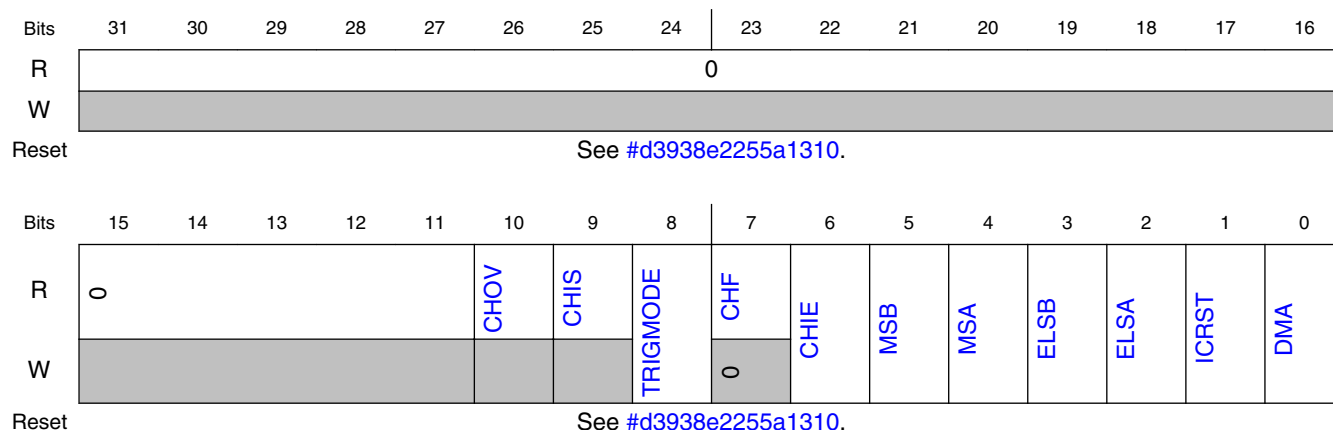 Bits 31 30 29 28 27 26 25 24 23 22 21 20 19 18 17 16
R 0
W
Reset See #d3938e2255a1310.
Bits 15 14 13 12 11 10 9 8 7 6 5 4 3 2 1 0
R 0 CHOV CHIS TRIGMODE CHF CHIE MSB MSA ELSB ELSA ICRST DMA
W 0
Reset See #d3938e2255a1310.